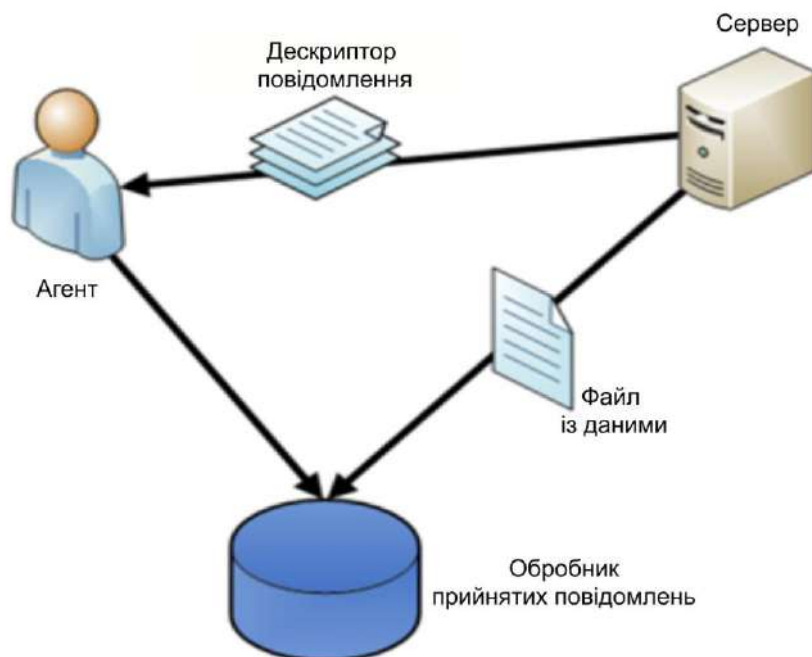 Сервер
Дескриптор
повідомлення
Агент
Файл
із даними
Обробник
прийнятих повідомлень